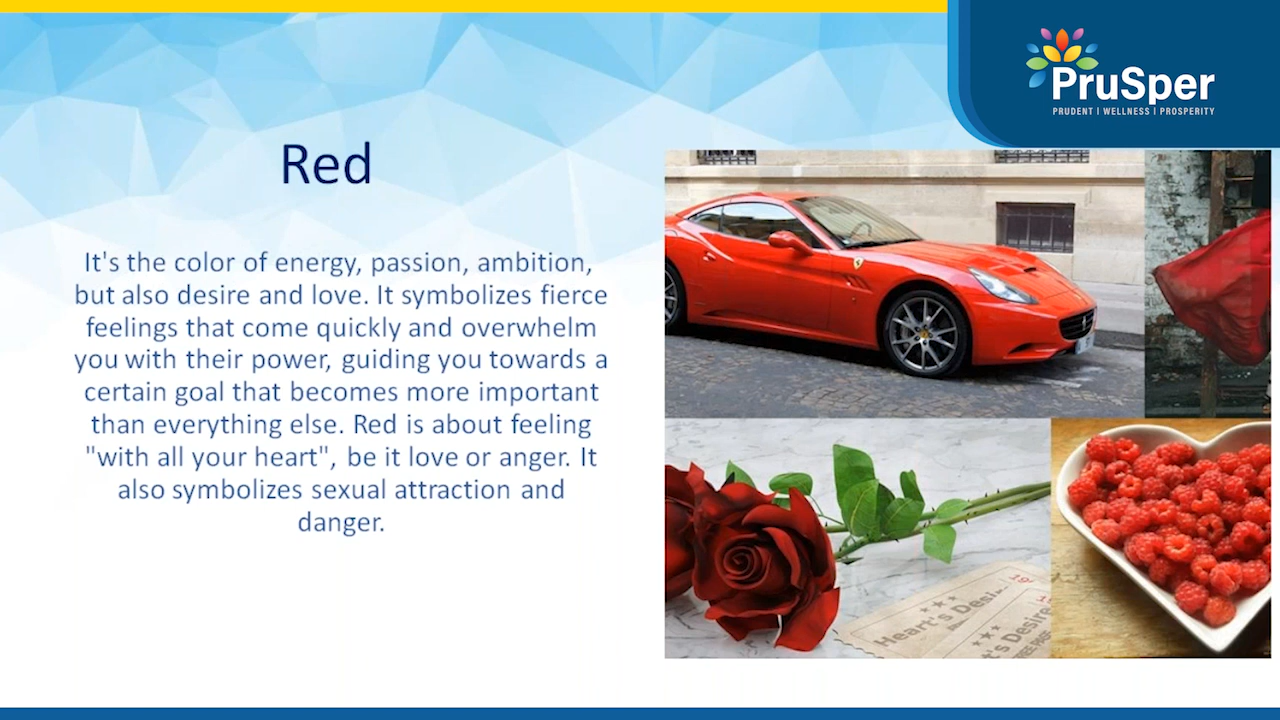 PruSper
PRUDENT | WELLNESS | PROSPERITY
Red
It's the color of energy, passion, ambition,
but also desire and love. It symbolizes fierce
feelings that come quickly and overwhelm
you with their power, guiding you towards a
certain goal that becomes more important
than everything else. Red is about feeling
"with all your heart", be it love or anger. It
also symbolizes sexual attraction and
danger.
Heart's Desi
t's Desire